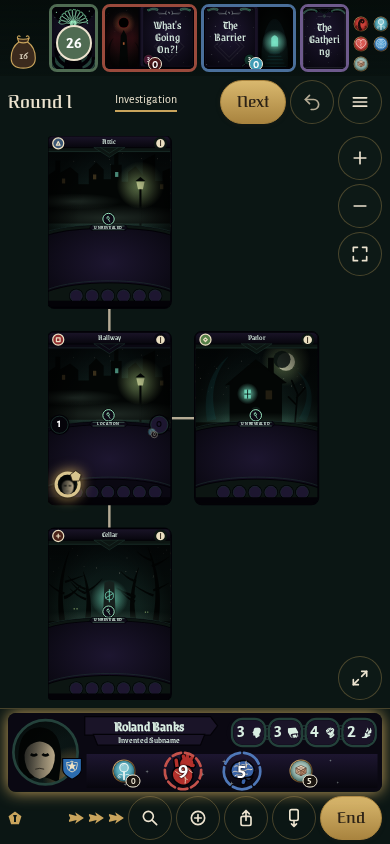 16
26
What's
Going
On?!
0
The
Barrier
0
The
Gatheri
ng
Round 1
Investigation
Next
Attic
UNREVEALED
Hallway
1
LOCATION
Parlor
UNREVEALED
Cellar
UNREVEALED
Roland Banks
Invented Subname
3
3
4
2
0
9
5
5
End